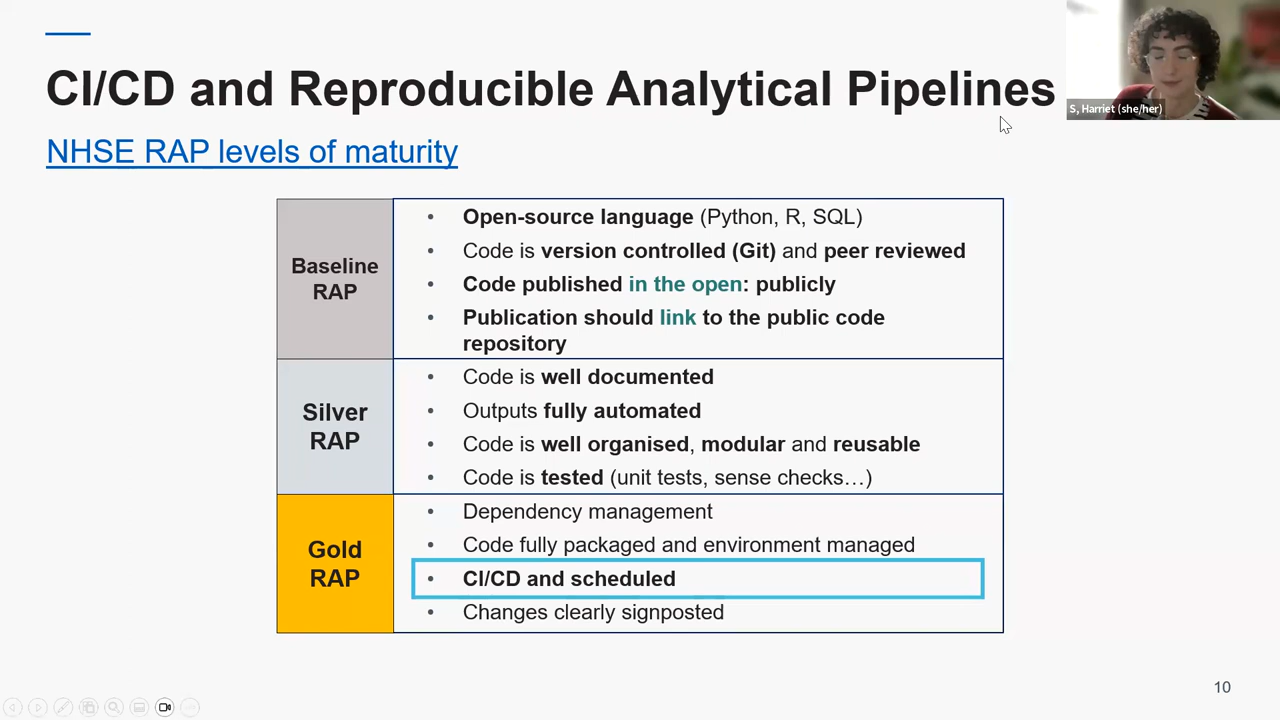 CI/CD and Reproducible Analytical Pipelines
S, Harriet (she/her)
NHSE RAP levels of maturity
Baseline
RAP
• Open-source language (Python, R, SQL)
• Code is version controlled (Git) and peer reviewed
• Code published in the open: publicly
• Publication should link to the public code
repository
Silver
RAP
• Code is well documented
• Outputs fully automated
• Code is well organised, modular and reusable
• Code is tested (unit tests, sense checks…)
Gold
RAP
• Dependency management
• Code fully packaged and environment managed
• CI/CD and scheduled
• Changes clearly signposted
10